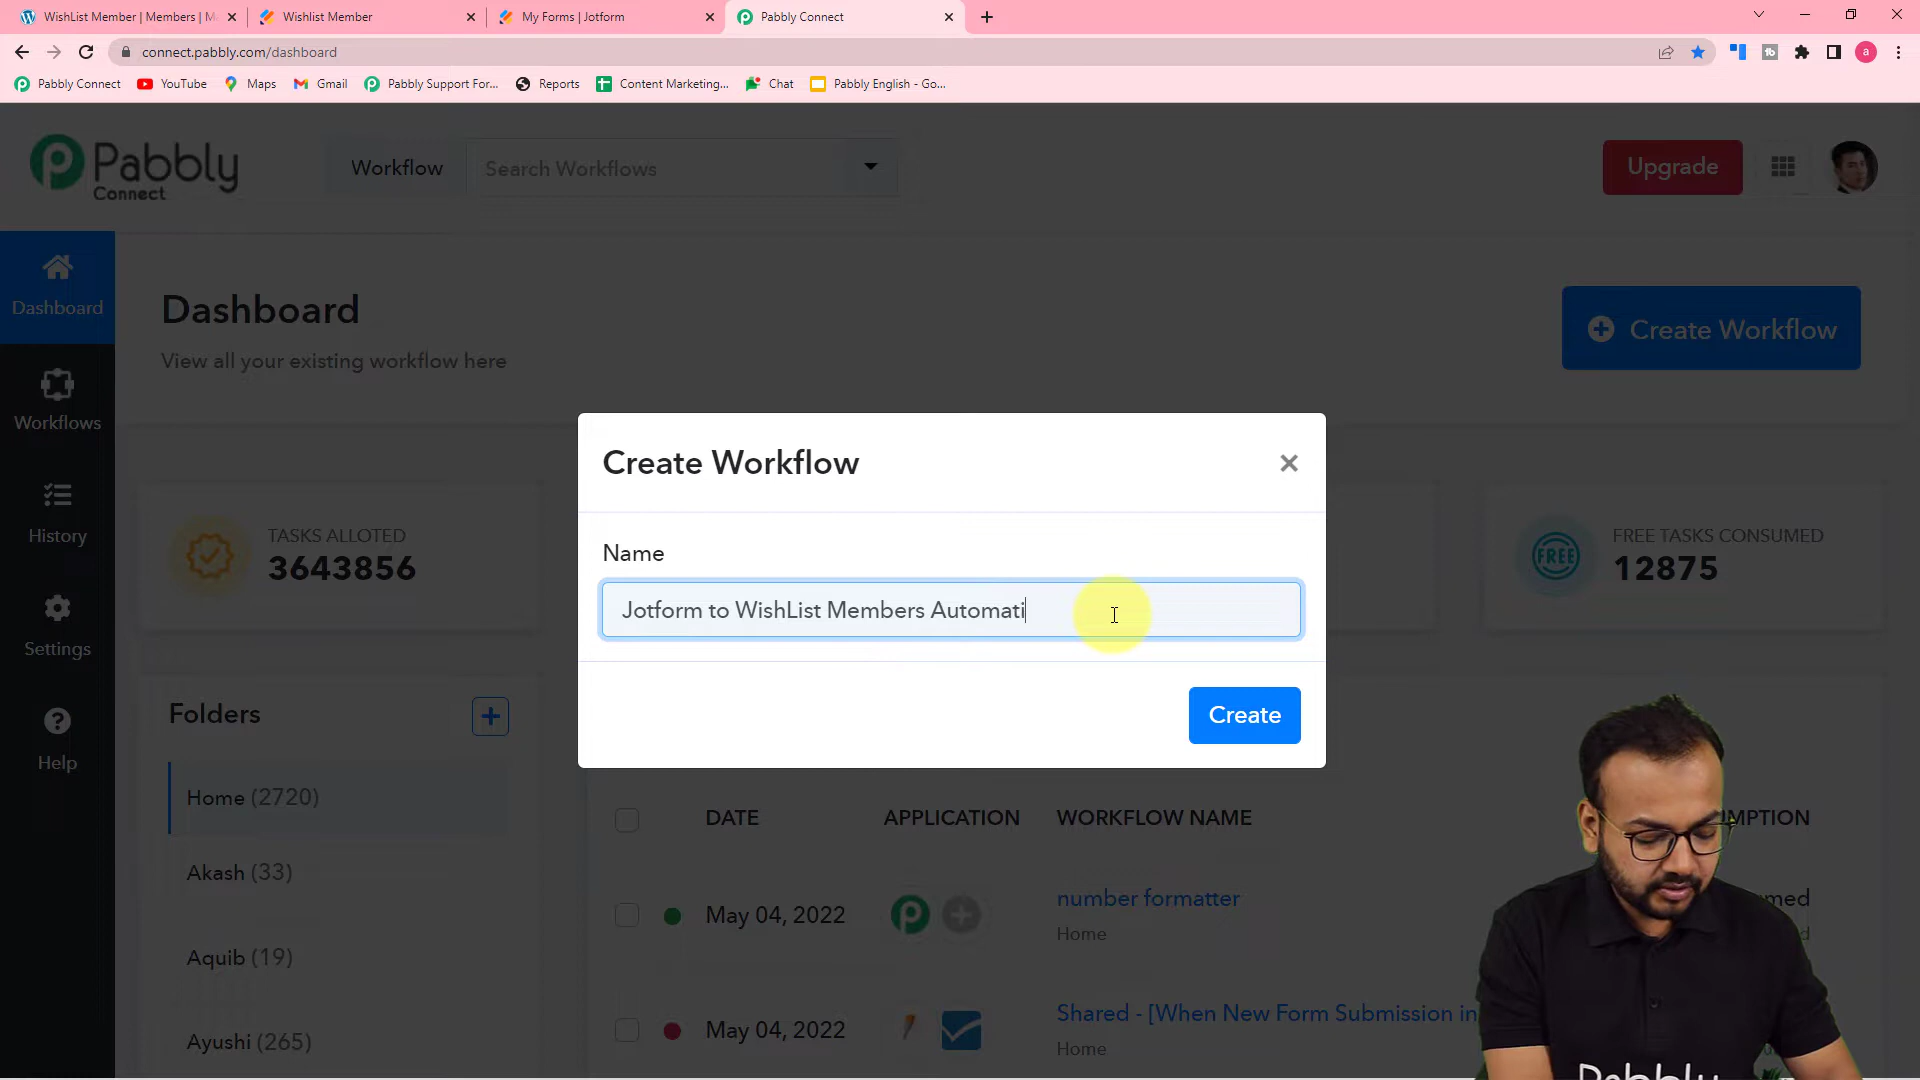 WishList Member | Members | M
Wishlist Member
My Forms | Jotform
Pabbly Connect
connect.pabbly.com/dashboard
Pabbly Connect
YouTube
Maps
Gmail
Pabbly Support For...
Reports
Content Marketing...
Chat
Pabbly English - Go...
Pabbly
Connect
Workflow
Search Workflows
Upgrade
Dashboard
Dashboard
View all your existing workflow here
Create Workflow
Workflows
Create Workflow
TASKS ALLOTED
3643856
Name
FREE
FREE TASKS CONSUMED
12875
History
Jotform to WishList Members Automati
Settings
Folders
Create
Help
Home (2720)
DATE
APPLICATION
WORKFLOW NAME
MPTION
Akash (33)
May 04, 2022
number formatter
Home
med
Aquib (19)
May 04, 2022
Shared - [When New Form Submission in
Home
Ayushi (265)
Pabbly